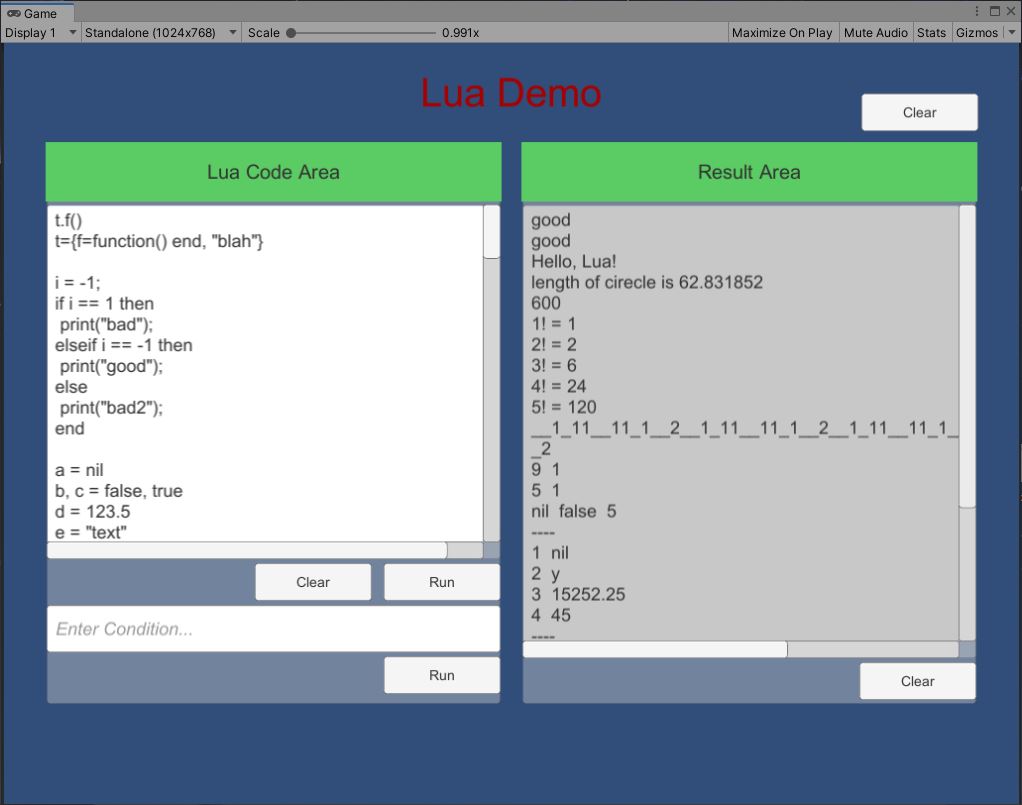 Game
Display 1 Standalone (1024x768) Scale 0.991x Maximize On Play Mute Audio Stats Gizmos
Lua Demo
Clear
Lua Code Area
t.f()
t={f=function() end, "blah"}
i = -1;
if i == 1 then
print("bad");
elseif i == -1 then
print("good");
else
print("bad2");
end
a = nil
b, c = false, true
d = 123.5
e = "text"
Clear Run
Enter Condition...
Run
Result Area
good
good
Hello, Lua!
length of cirecle is 62.831852
600
1! = 1
2! = 2
3! = 6
4! = 24
5! = 120
__1_11__11_1__2__1_11__11_1__2__1_11__11_1_
_2
9 1
5 1
nil false 5
----
1 nil
2 y
3 15252.25
4 45
----
Clear